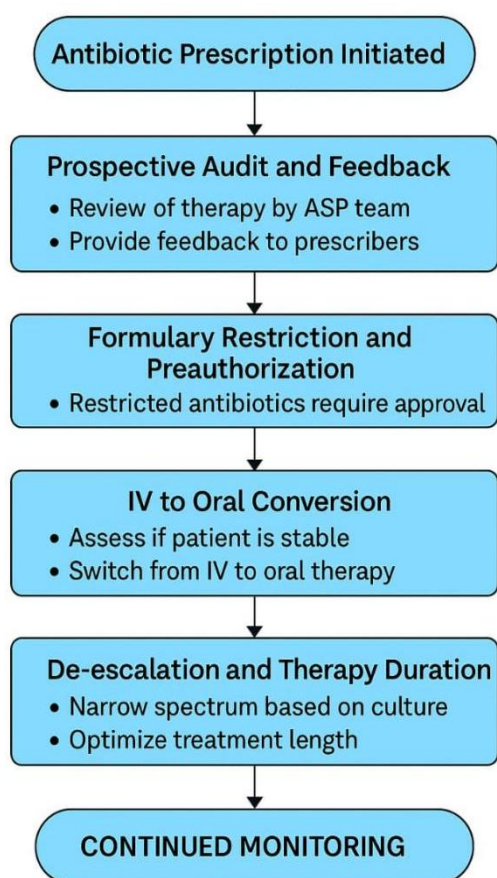 Antibiotic Prescription Initiated
Prospective Audit and Feedback
• Review of therapy by ASP team
• Provide feedback to prescribers
Formulary Restriction and
Preauthorization
• Restricted antibiotics require approval
IV to Oral Conversion
• Assess if patient is stable
• Switch from IV to oral therapy
De-escalation and Therapy Duration
• Narrow spectrum based on culture
• Optimize treatment length
CONTINUED MONITORING